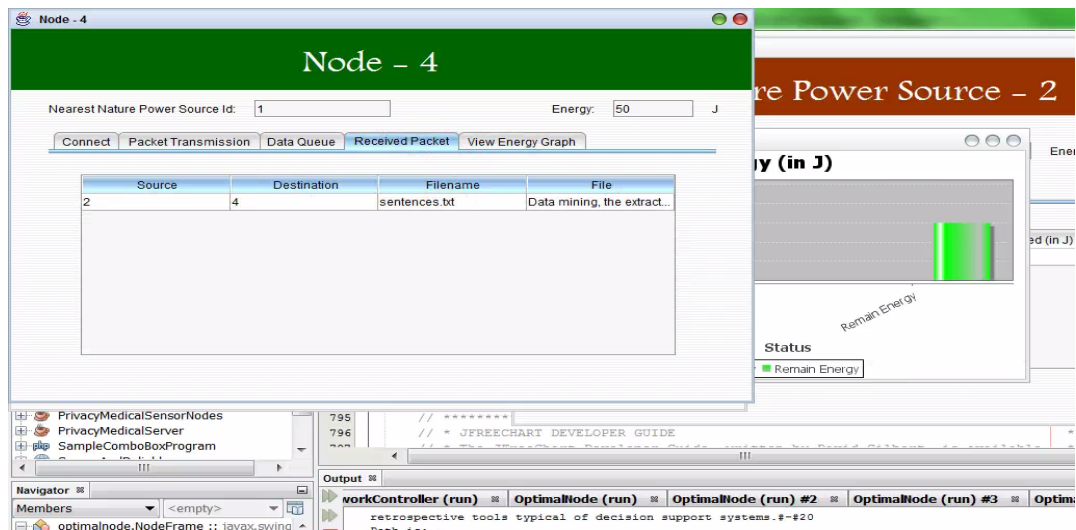 Node - 4
Node - 4
Nearest Nature Power Source Id: 1 Energy: 50 J
Connect Packet Transmission Data Queue Received Packet View Energy Graph
Source Destination Filename File
2 4 sentences.txt Data mining, the extract...
re Power Source - 2
Ener
y (in J)
ed (in J)
Remain Energy
Status
Remain Energy
PrivacyMedicalSensorNodes
PrivacyMedicalServer
SampleComboBoxProgram
Navigator
Members <empty>
optimalnode.NodeFrame :: javax.swing
795 // ********
796 // * JFREECHART DEVELOPER GUIDE
Output
workController (run) OptimalNode (run) OptimalNode (run) #2 OptimalNode (run) #3 Optima
retrospective tools typical of decision support systems.#-#20